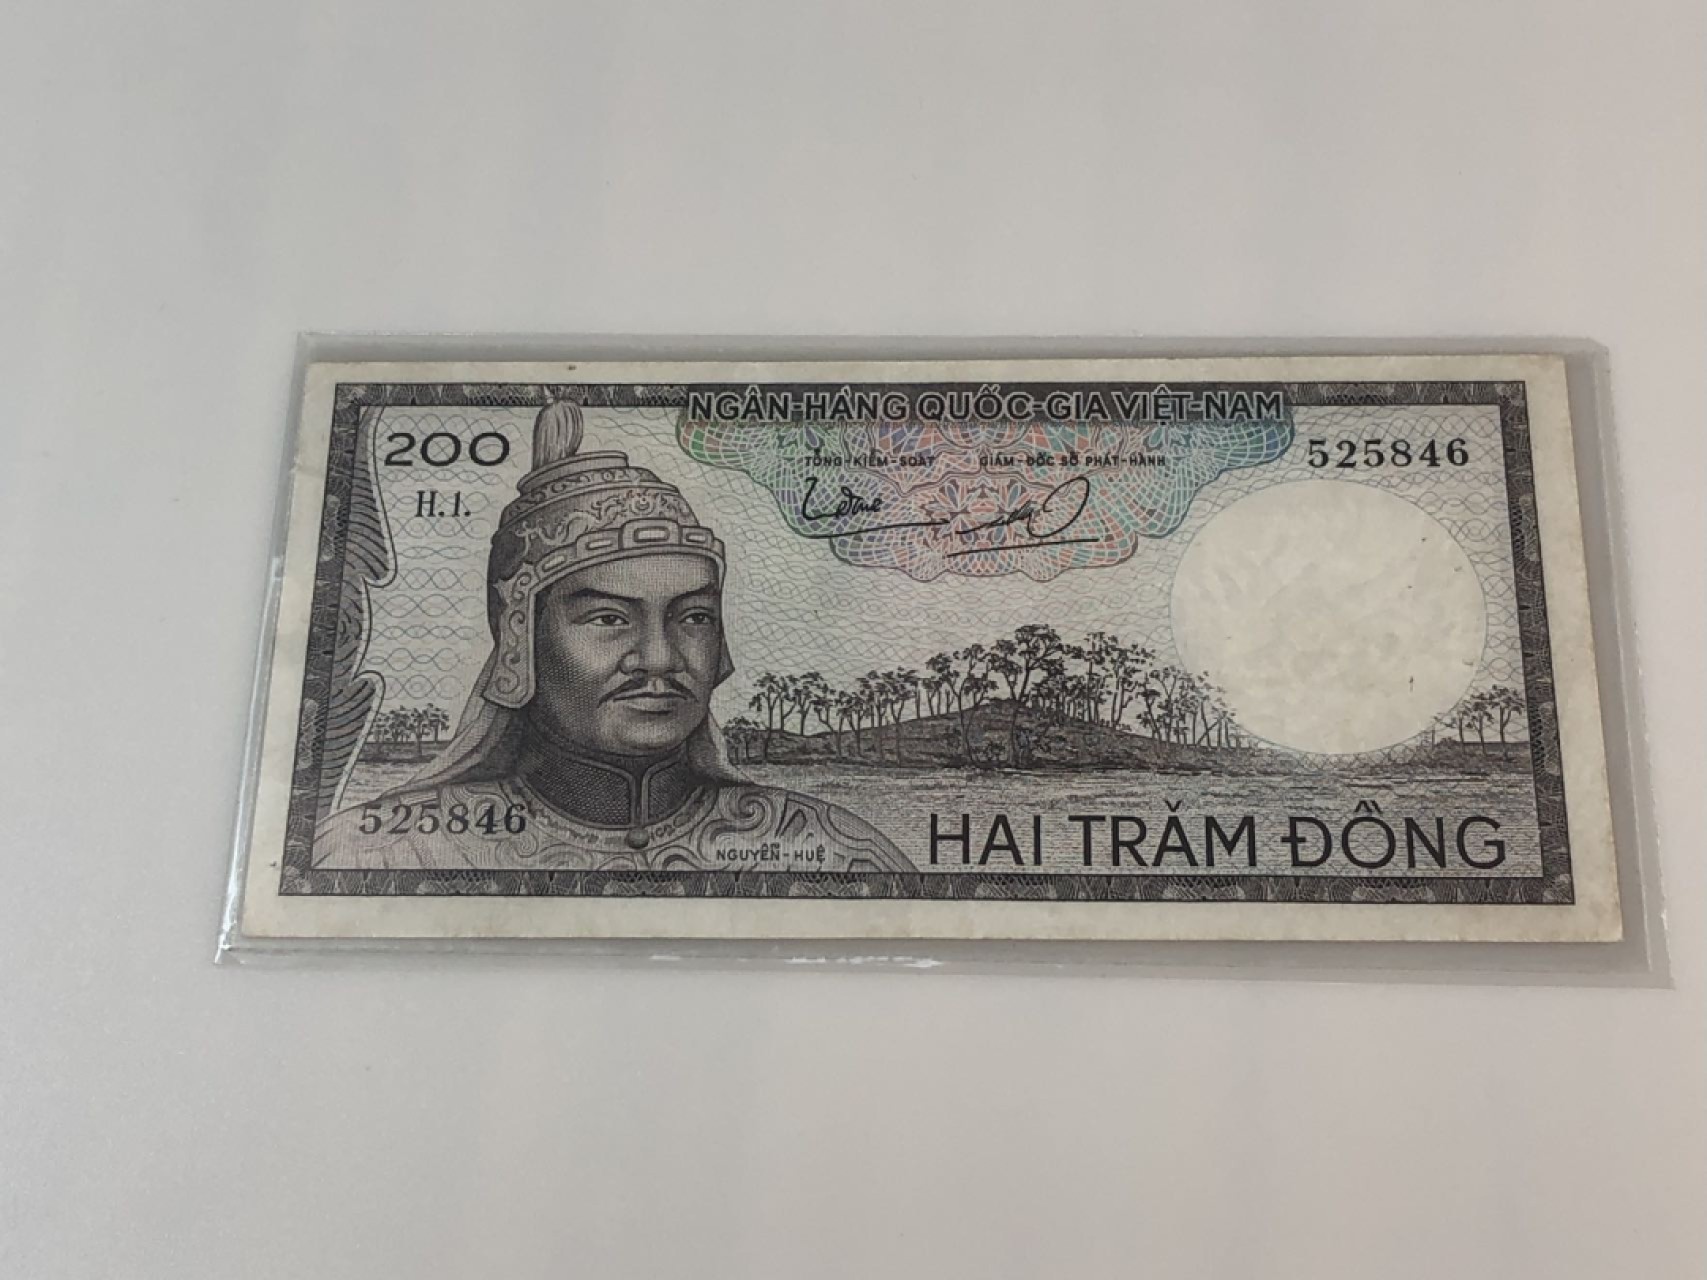 NGÂN-HÀNG QUỐC-GIA VIỆT-NAM
200
525846
TỔNG-KIỂM-SOÁT GIÁM-ĐỐC SỞ PHÁT-HÀNH
H.1.
525846
NGUYỄN-HUỆ
HAI TRĂM ĐỒNG